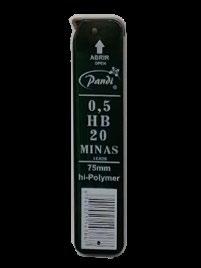 ABRIR
OPEN
Pandi
0,5
HB
20
MINAS
LEADS
75mm
hi-Polymer